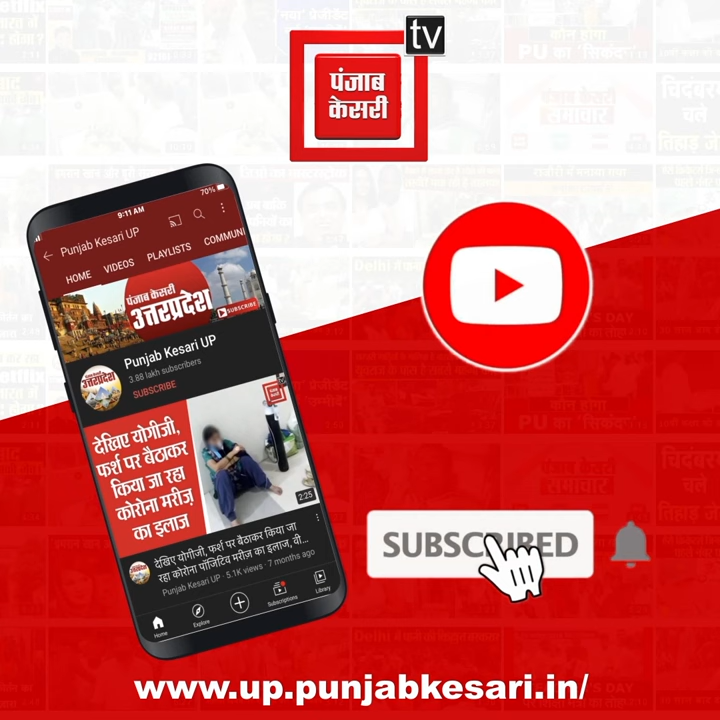 tv
पंजाब
केसरी
9:11 AM
70%
Punjab Kesari UP
HOME VIDEOS PLAYLISTS COMMUNI
पंजाब केसरी
उत्तरप्रदेश
SUBSCRIBE
उत्तरप्रदेश
Punjab Kesari UP
3.88 lakh subscribers
SUBSCRIBE
देखिए योगीजी,
फर्श पर बैठाकर
किया जा रहा
कोरोना मरीज़
का इलाज
2:25
देखिए योगीजी, फर्श पर बैठाकर किया जा
रहा कोरोना पॉजिटिव मरीज का इलाज, वी...
Punjab Kesari UP · 5.1K views · 7 months ago
Home Explore Subscriptions Library
SUBSCRIBED
www.up.punjabkesari.in/